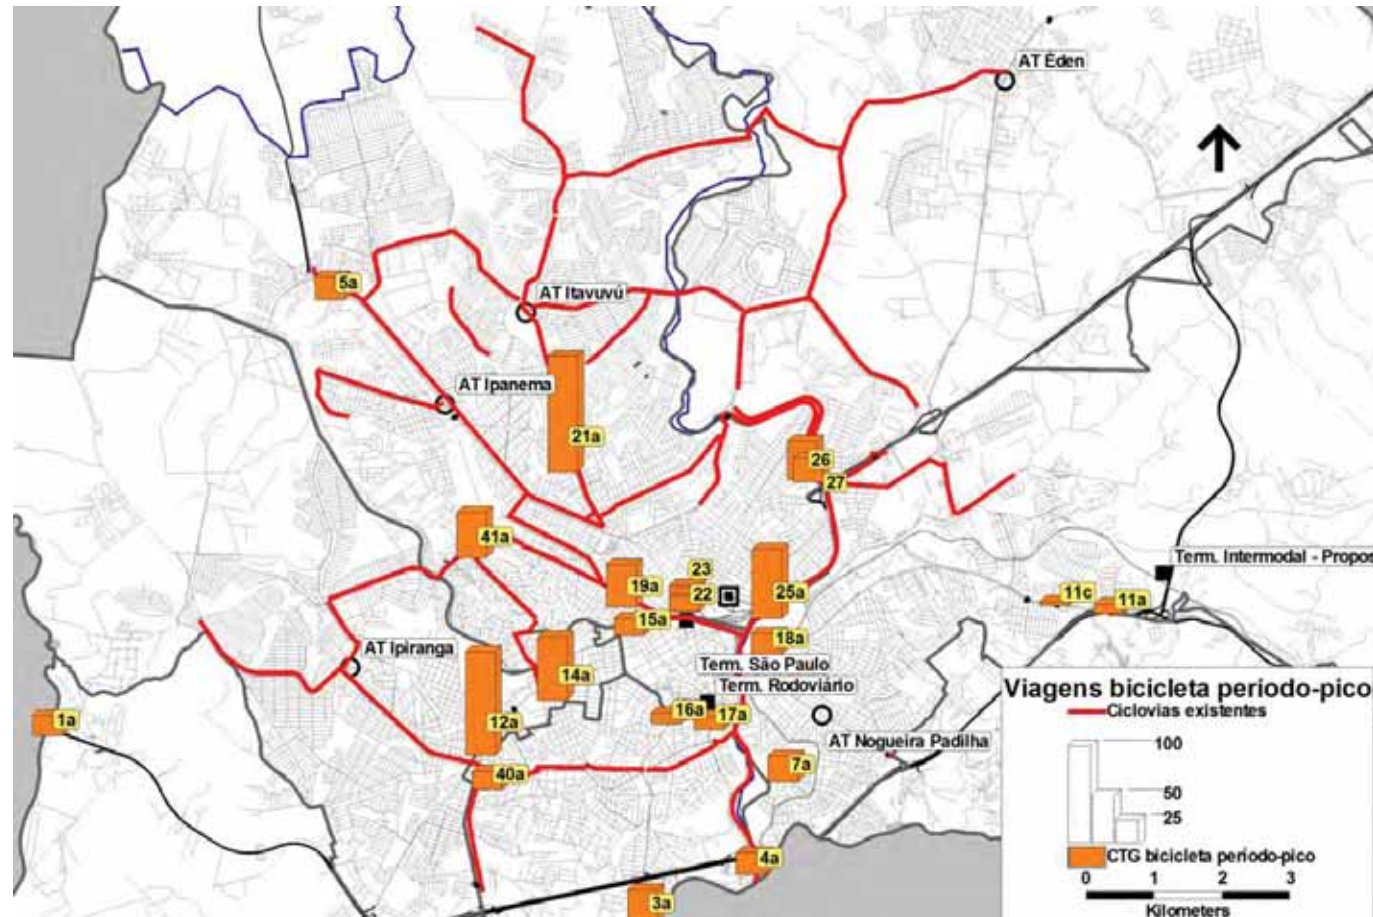 AT Éden
5a
AT Itavuvú
AT Ipanema
21a
26
27
41a
Term. Intermodal - Propos
23
19a
22
25a
11c
11a
15a
18a
AT Ipiranga
Term. São Paulo
14a
Term. Rodoviário
Viagens bicicleta período-pico
Ciclovias existentes
1a
12a
16a
17a
AT Nogueira Padilha
100
7a
40a
50
25
4a
CTG bicicleta período-pico
0 1 2 3
3a
Kilometers